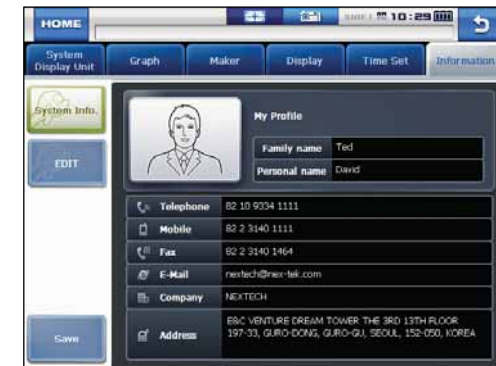 HOME
10:29
System
Display Unit
Graph
Maker
Display
Time Set
Information
System Info.
EDIT
Save
My Profile
Family name Ted
Personal name David
Telephone 82 10 9334 1111
Mobile 82 2 3140 1111
Fax 82 2 3140 1464
E-Mail nextech@nex-tek.com
Company NEXTECH
Address E&C VENTURE DREAM TOWER THE 3RD 13TH FLOOR
197-33, GURO-DONG, GURO-GU, SEOUL, 152-050, KOREA